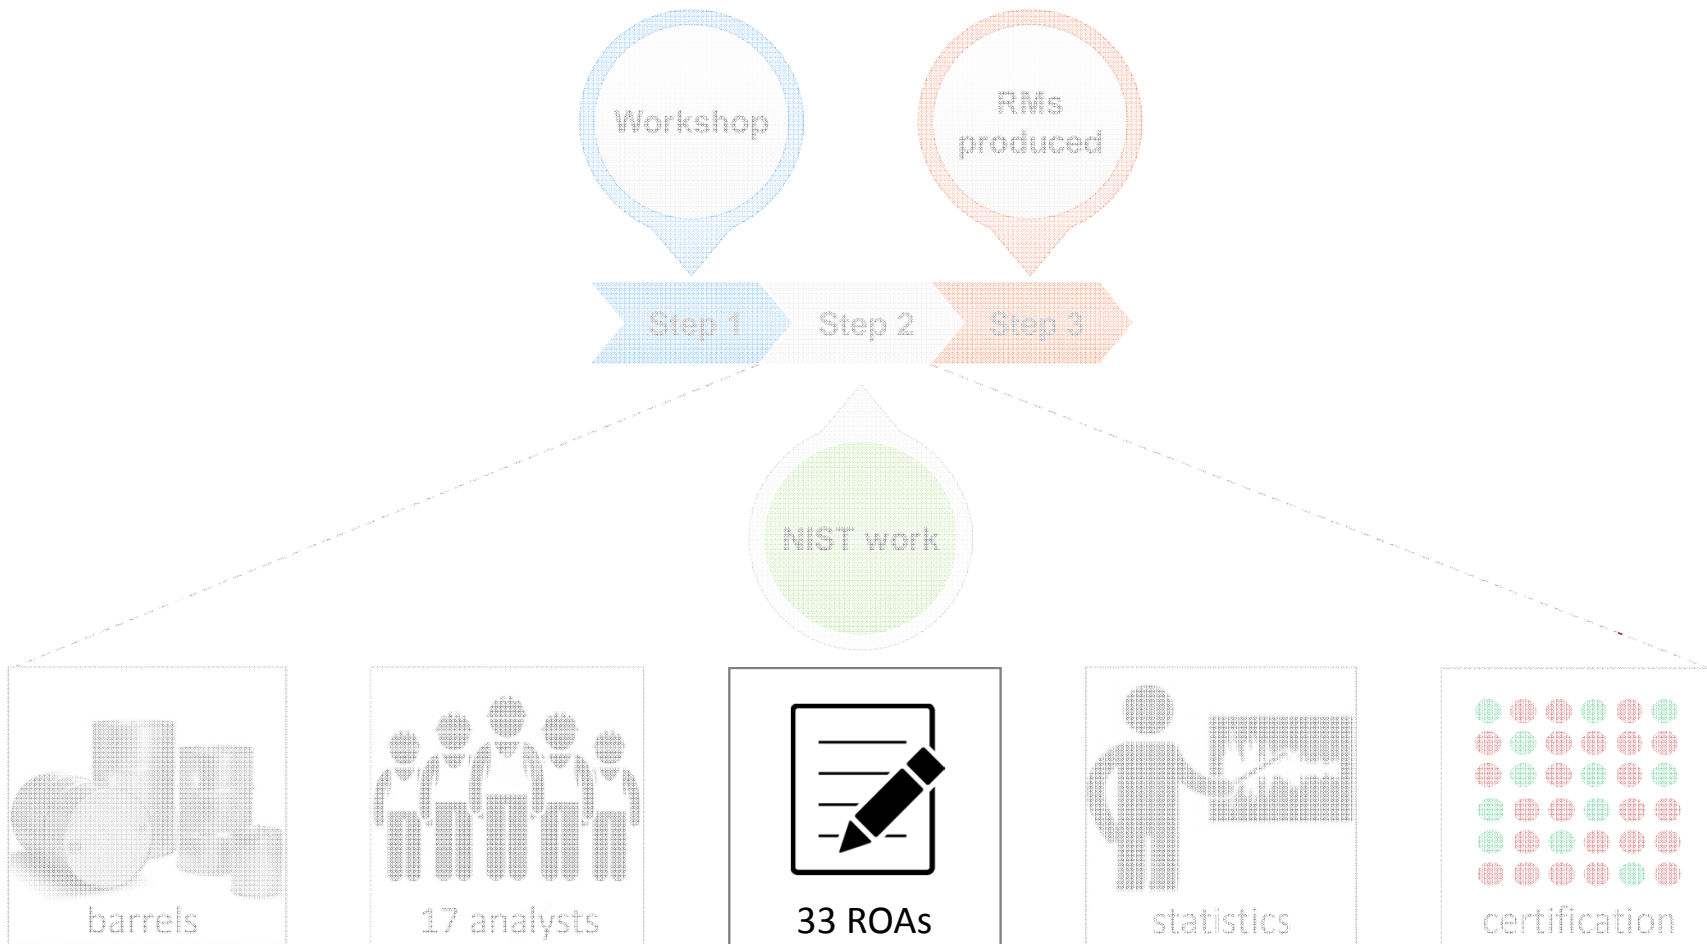 Workshop
RMs
produced
Step 1
Step 2
Step 3
NIST work
barrels
17 analysts
33 ROAs
statistics
certification